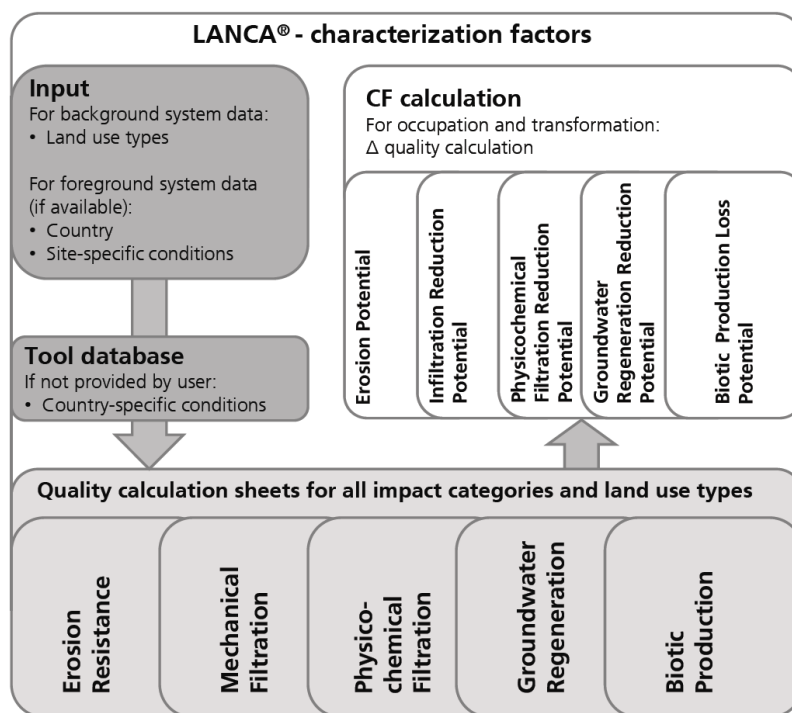 LANCA® - characterization factors
Input
For background system data:
• Land use types
For foreground system data
(if available):
• Country
• Site-specific conditions
Tool database
If not provided by user:
• Country-specific conditions
CF calculation
For occupation and transformation:
Δ quality calculation
Erosion Potential
Infiltration Reduction
Potential
Physicochemical
Filtration Reduction
Potential
Groundwater
Regeneration Reduction
Potential
Biotic Production Loss
Potential
Quality calculation sheets for all impact categories and land use types
Erosion
Resistance
Mechanical
Filtration
Physico-
chemical
Filtration
Groundwater
Regeneration
Biotic
Production